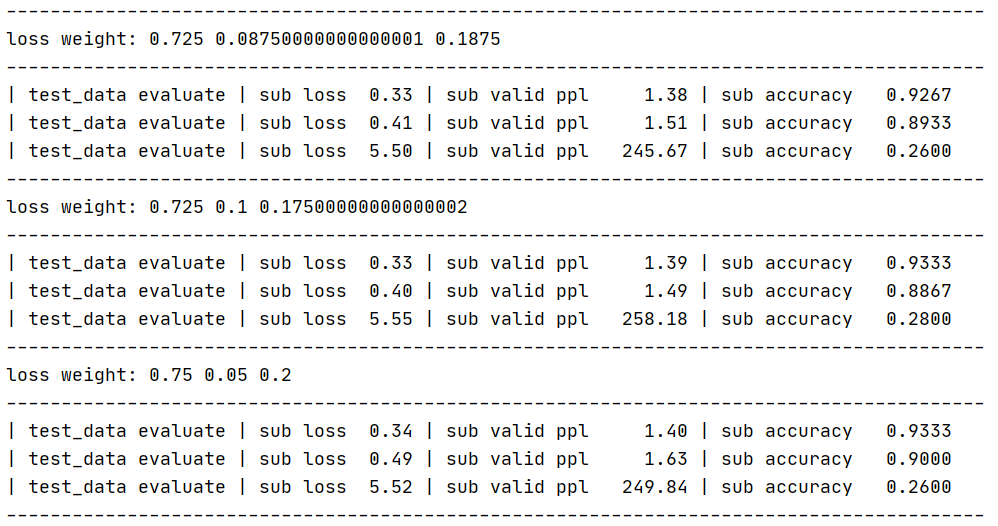 -----------------------------------------------------------------------------------------
loss weight: 0.725 0.08750000000000001 0.1875
-----------------------------------------------------------------------------------------
| test_data evaluate | sub loss  0.33 | sub valid ppl     1.38 | sub accuracy   0.9267
| test_data evaluate | sub loss  0.41 | sub valid ppl     1.51 | sub accuracy   0.8933
| test_data evaluate | sub loss  5.50 | sub valid ppl   245.67 | sub accuracy   0.2600
-----------------------------------------------------------------------------------------
loss weight: 0.725 0.1 0.17500000000000002
-----------------------------------------------------------------------------------------
| test_data evaluate | sub loss  0.33 | sub valid ppl     1.39 | sub accuracy   0.9333
| test_data evaluate | sub loss  0.40 | sub valid ppl     1.49 | sub accuracy   0.8867
| test_data evaluate | sub loss  5.55 | sub valid ppl   258.18 | sub accuracy   0.2800
-----------------------------------------------------------------------------------------
loss weight: 0.75 0.05 0.2
-----------------------------------------------------------------------------------------
| test_data evaluate | sub loss  0.34 | sub valid ppl     1.40 | sub accuracy   0.9333
| test_data evaluate | sub loss  0.49 | sub valid ppl     1.63 | sub accuracy   0.9000
| test_data evaluate | sub loss  5.52 | sub valid ppl   249.84 | sub accuracy   0.2600
-----------------------------------------------------------------------------------------